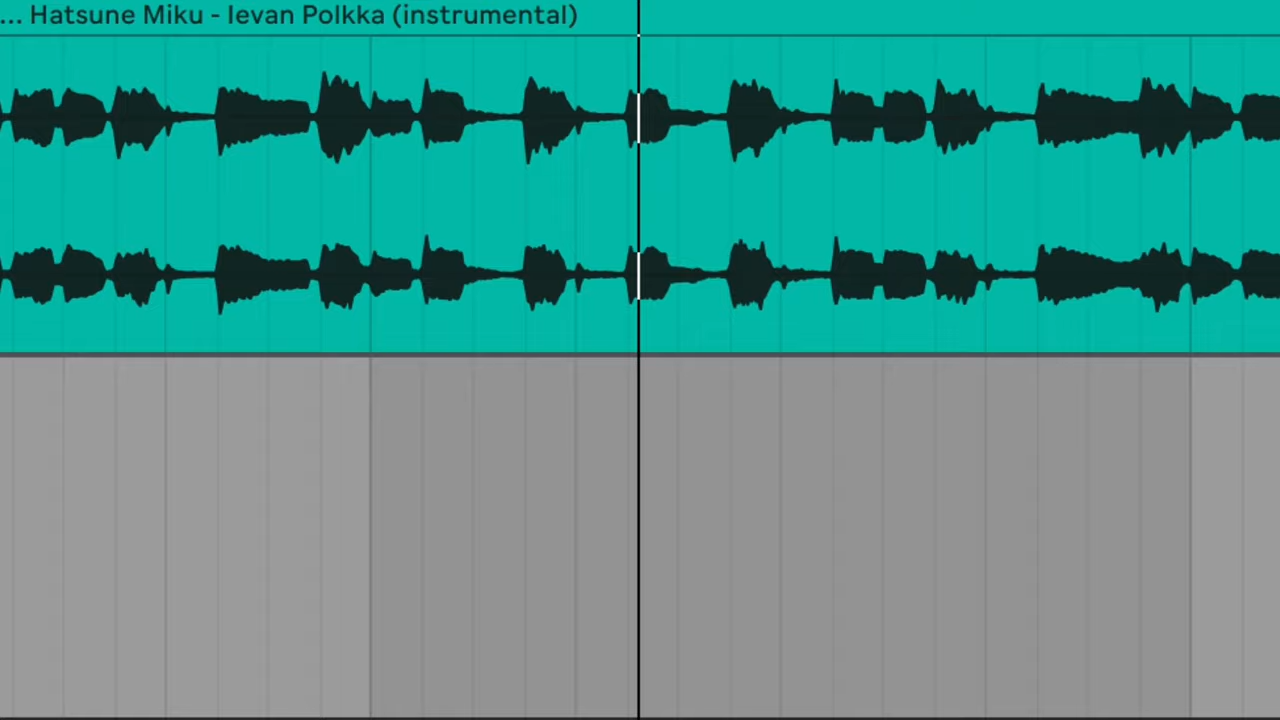 ... Hatsune Miku - Ievan Polkka (instrumental)